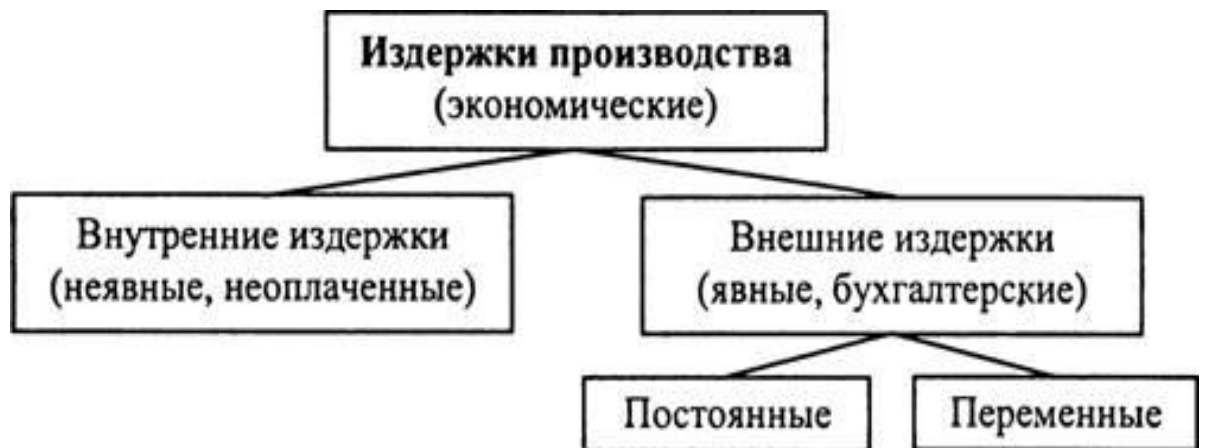 Издержки производства
(экономические)
Внутренние издержки
(неявные, неоплаченные)
Внешние издержки
(явные, бухгалтерские)
Постоянные
Переменные